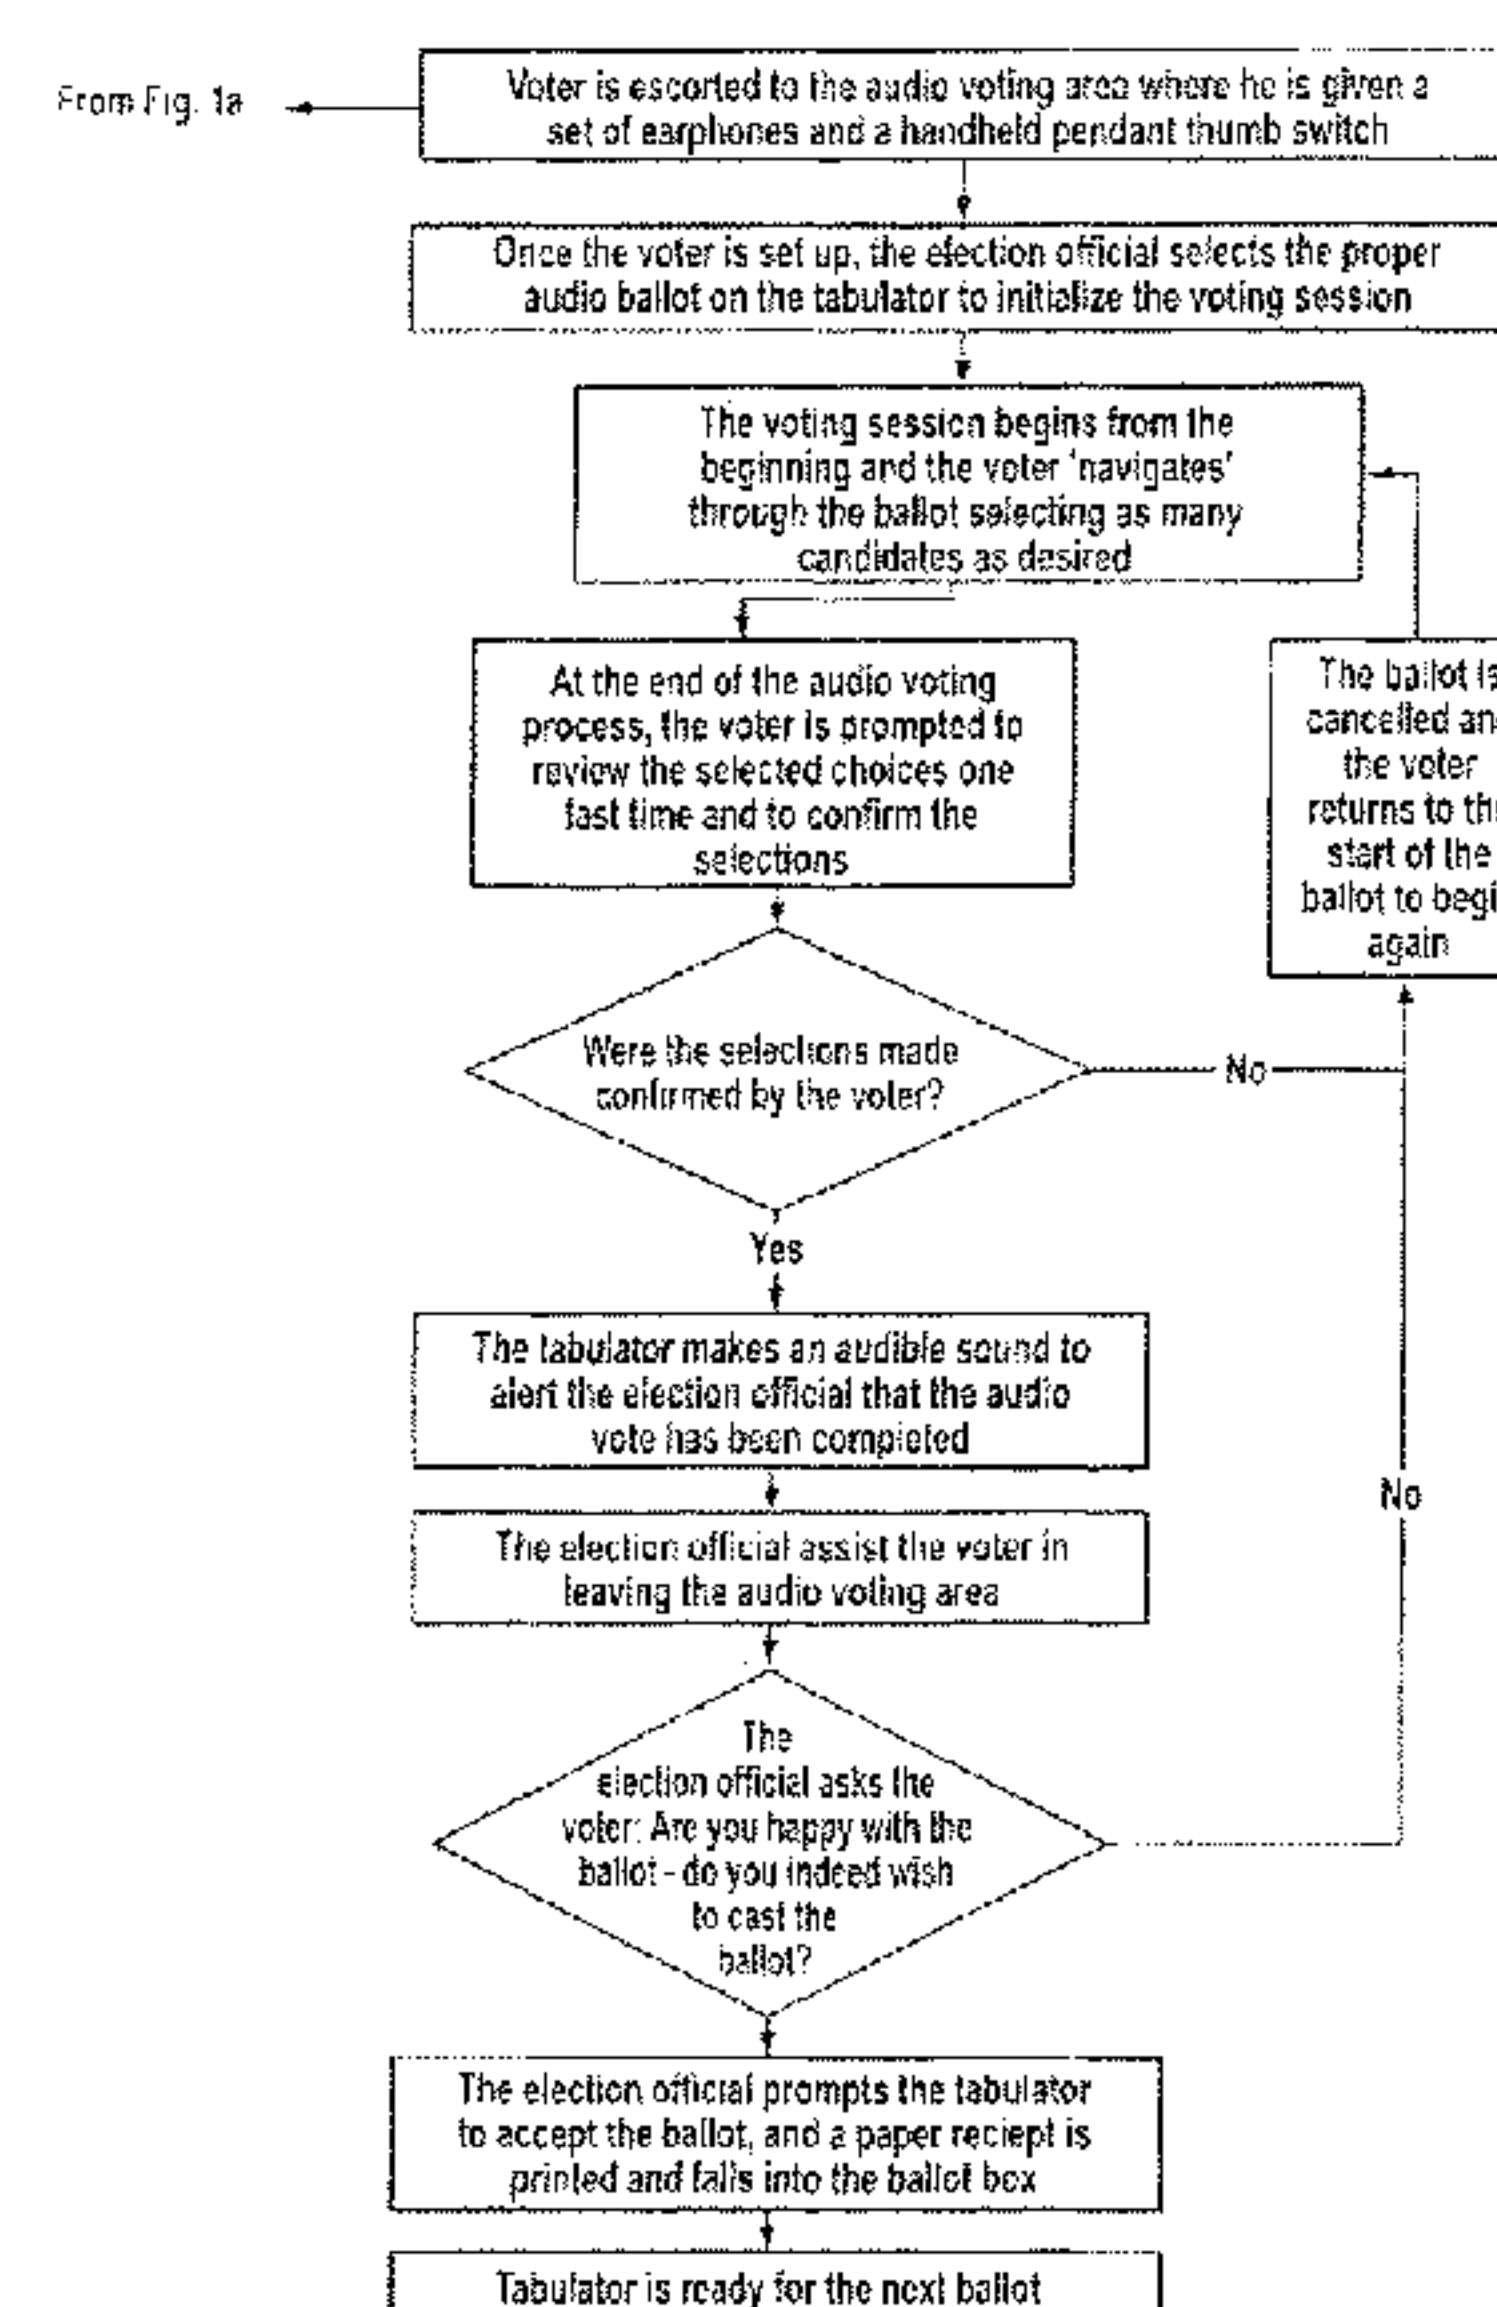 From Fig. 1a
Voter is escorted to the audio voting area where he is given a
set of earphones and a handheld pendant thumb switch
Once the voter is set up, the election official selects the proper
audio ballot on the tabulator to initialize the voting session
The voting session begins from the
beginning and the voter 'navigates'
through the ballot selecting as many
candidates as desired
At the end of the audio voting
process, the voter is prompted to
review the selected choices one
last time and to confirm the
selections
The ballot is
cancelled an
the voter
returns to th
start of the
ballot to begi
again
Were the selections made
confirmed by the voter?
No
Yes
The tabulator makes an audible sound to
alert the election official that the audio
vote has been completed
No
The election official assist the voter in
leaving the audio voting area
The
election official asks the
voter: Are you happy with the
ballot - do you indeed wish
to cast the
ballot?
The election official prompts the tabulator
to accept the ballot, and a paper reciept is
printed and falls into the ballot box
Tabulator is ready for the next ballot